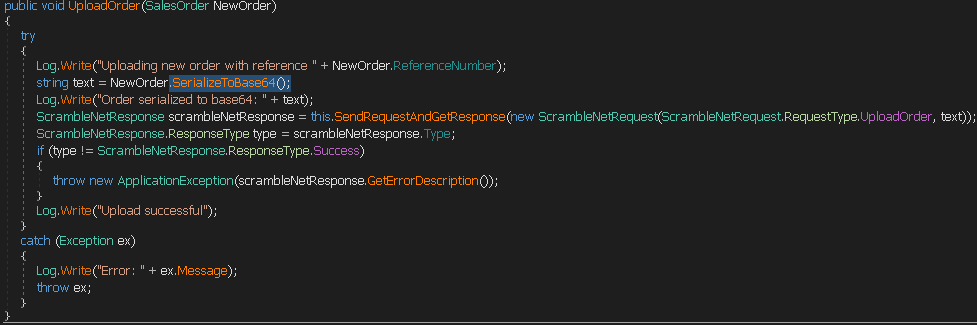 public void UploadOrder(SalesOrder NewOrder)
{
try
{
Log.Write("Uploading new order with reference " + NewOrder.ReferenceNumber);
string text = NewOrder.SerializeToBase64();
Log.Write("Order serialized to base64: " + text);
ScrambleNetResponse scrambleNetResponse = this.SendRequestAndGetResponse(new ScrambleNetRequest(ScrambleNetRequest.RequestType.UploadOrder, text));
ScrambleNetResponse.ResponseType type = scrambleNetResponse.Type;
if (type != ScrambleNetResponse.ResponseType.Success)
{
throw new ApplicationException(scrambleNetResponse.GetErrorDescription());
}
Log.Write("Upload successful");
}
catch (Exception ex)
{
Log.Write("Error: " + ex.Message);
throw ex;
}
}